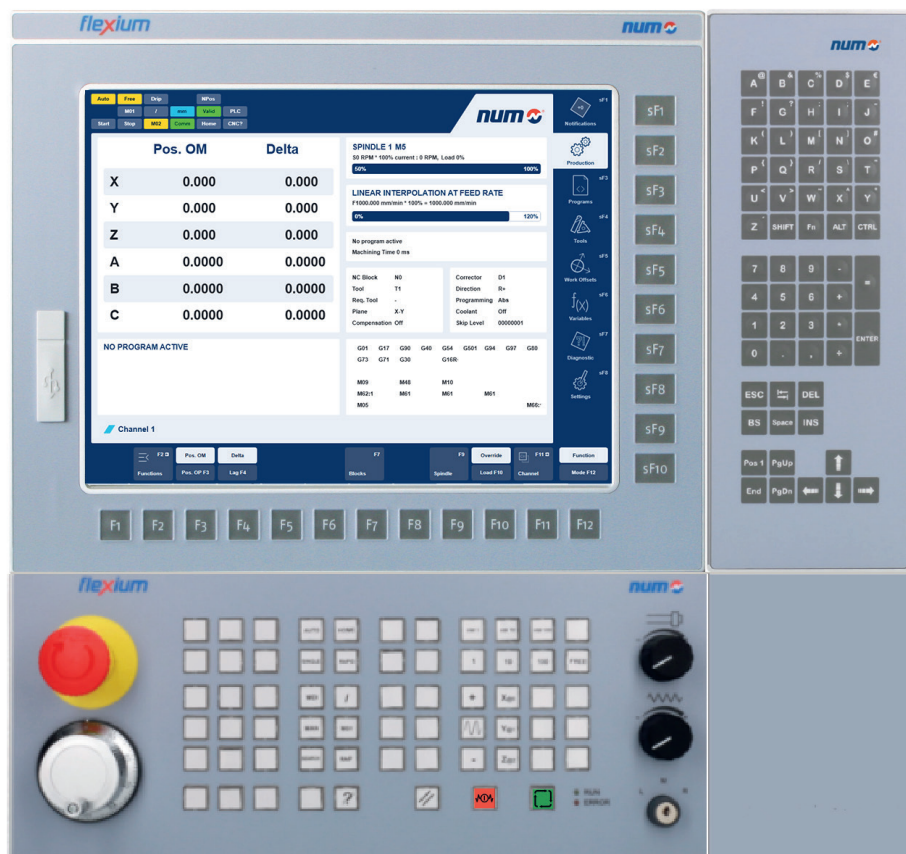 flexium
num
num
Auto Free Drip NPos
M01 / mm Valid PLC
Start Stop M02 Comm Home CNC?
num
Notifications sF1
Production
Programs sF3
Tools sF4
Work Offsets sF5
f(x) Variables sF6
Diagnostic sF7
Settings sF8
Pos. OM Delta
X 0.000 0.000
Y 0.000 0.000
Z 0.000 0.000
A 0.0000 0.0000
B 0.0000 0.0000
C 0.0000 0.0000
SPINDLE 1 M5
S0 RPM * 100% current : 0 RPM, Load 0%
50% 100%
LINEAR INTERPOLATION AT FEED RATE
F1000.000 mm/min * 100% = 1000.000 mm/min
0% 120%
No program active
Machining Time 0 ms
NC Block N0
Tool T1
Req. Tool -
Plane X-Y
Compensation Off
Corrector D1
Direction R+
Programming Abs
Coolant Off
Skip Level 00000001
NO PROGRAM ACTIVE
G01 G17 G90 G40 G54 G501 G94 G97 G80
G73 G71 G30 G16R·
M09 M48 M10
M62:1 M61 M61 M61
M05 M66:-
Channel 1
F2 Pos. OM Delta F7 F9 Override F11 Function
Functions Pos. OP F3 Lag F4 Blocks Spindle Load F10 Channel Mode F12
sF1
sF2
sF3
sF4
sF5
sF6
sF7
sF8
sF9
sF10
F1 F2 F3 F4 F5 F6 F7 F8 F9 F10 F11 F12
A @ B & C % D $ E €
F ! G ? H : I ; J
K ( L ) M [ N ] O #
P { Q } R / S \ T
U < V > W X Y
Z SHIFT Fn ALT CTRL
7 8 9 - =
4 5 6 +
1 2 3 * ENTER
0 . , ÷
ESC DEL
BS Space INS
Pos 1 PgUp
End PgDn
flexium
num
AUTO
SINGLE
1 10 100 FREE
MDI /
+ X
Y
- Z
?
RUN
ERROR